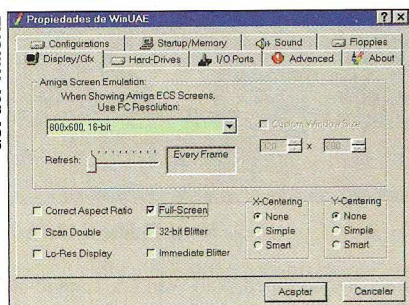 Propiedades de WinUAE
Configurations Startup/Memory Sound Floppies
Display/Gfx Hard-Drives I/O Ports Advanced About
Amiga Screen Emulation:
When Showing Amiga ECS Screens,
Use PC Resolution:
800x600, 16-bit
Custom Window Size
320 x 200
Refresh:
Every Frame
Correct Aspect Ratio
Full-Screen
Scan Double
32-bit Blitter
Lo-Res Display
Immediate Blitter
X-Centering
None
Simple
Smart
Y-Centering
None
Simple
Smart
Aceptar Cancelar